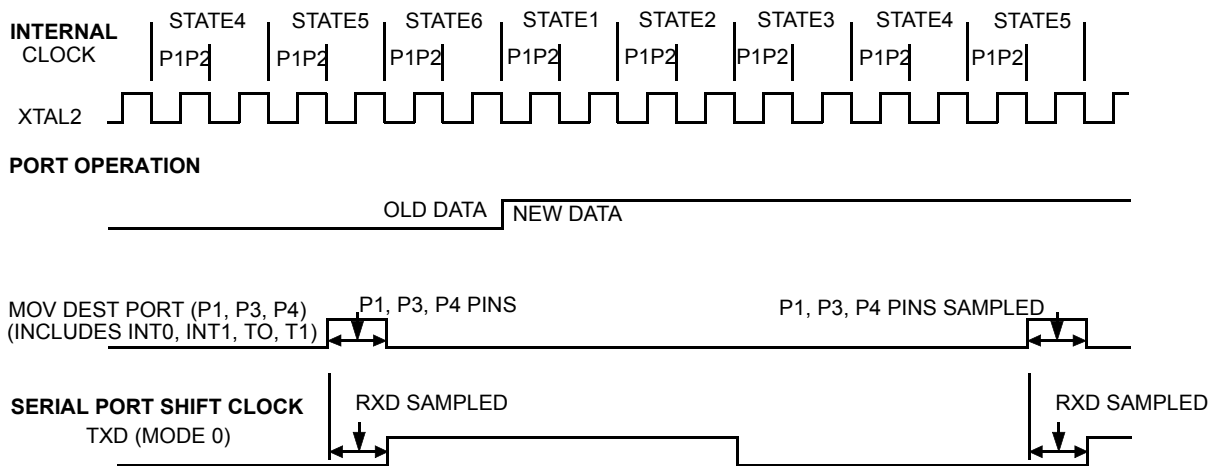 INTERNAL
CLOCK
STATE4 STATE5 STATE6 STATE1 STATE2 STATE3 STATE4 STATE5
P1P2 P1P2 P1P2 P1P2 P1P2 P1P2 P1P2 P1P2
XTAL2
PORT OPERATION
OLD DATA NEW DATA
MOV DEST PORT (P1, P3, P4)
(INCLUDES INT0, INT1, TO, T1)
P1, P3, P4 PINS
P1, P3, P4 PINS SAMPLED
SERIAL PORT SHIFT CLOCK
TXD (MODE 0)
RXD SAMPLED
RXD SAMPLED